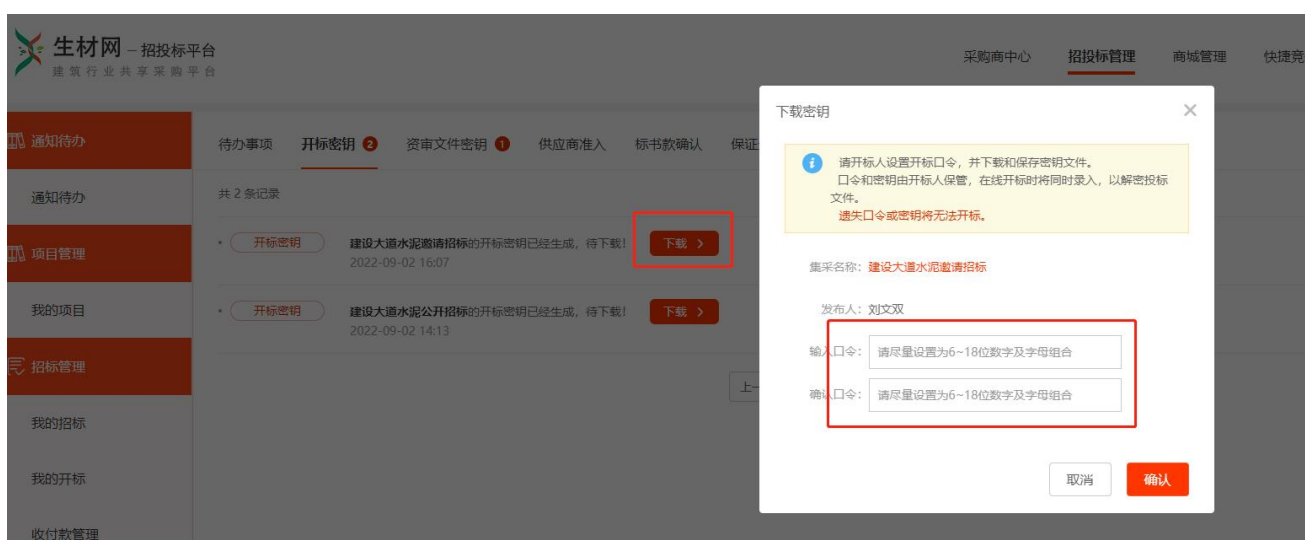 生材网 – 招投标平台
建筑行业共享采购平台
采购商中心 招投标管理 商城管理 快捷竞
通知待办
通知待办
项目管理
我的项目
招标管理
我的招标
我的开标
收付款管理
待办事项 开标密钥 2 资审文件密钥 1 供应商准入 标书款确认 保证
共 2 条记录
开标密钥 建设大道水泥邀请招标的开标密钥已经生成，待下载! 下载 >
2022-09-02 16:07
开标密钥 建设大道水泥公开招标的开标密钥已经生成，待下载! 下载 >
2022-09-02 14:13
上一
下载密钥 ×
请开标人设置开标口令，并下载和保存密钥文件。
口令和密钥由开标人保管，在线开标时将同时录入，以解密投标
文件。
遗失口令或密钥将无法开标。
集采名称：建设大道水泥邀请招标
发布人：刘文双
输入口令：请尽量设置为6~18位数字及字母组合
确认口令：请尽量设置为6~18位数字及字母组合
取消 确认